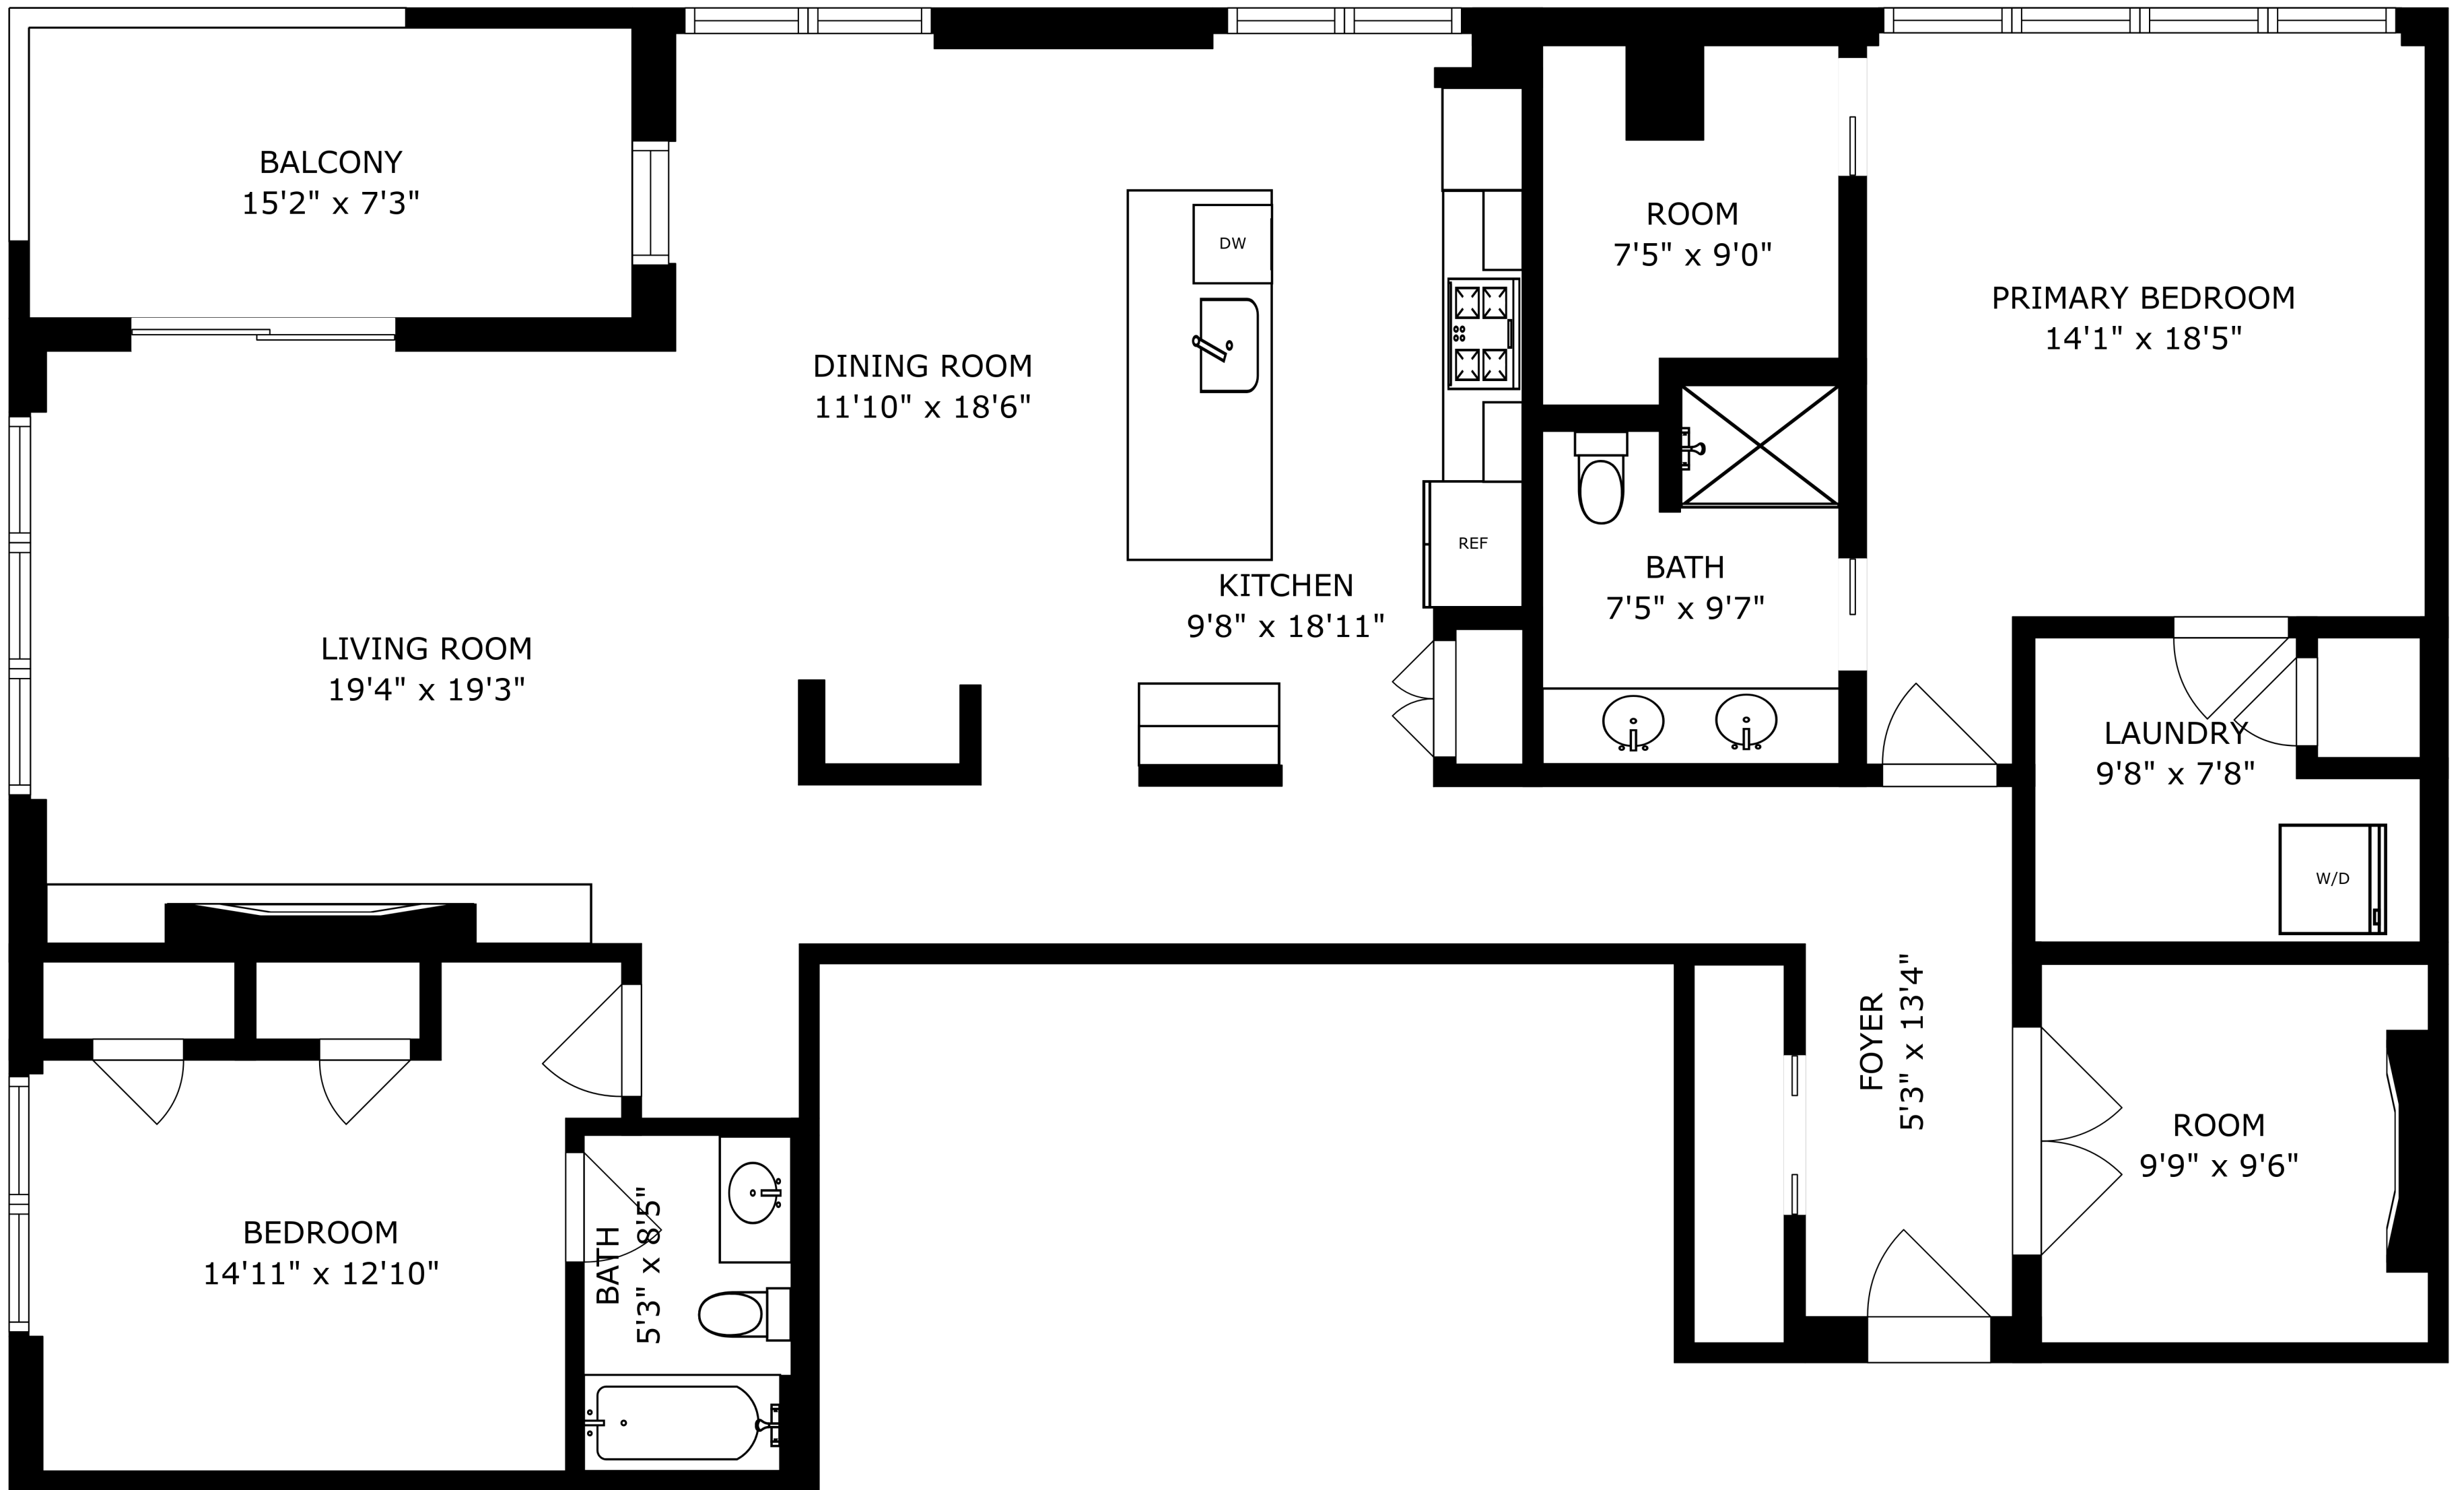 BALCONY
15'2" x 7'3"
DW
ROOM
7'5" x 9'0"
PRIMARY BEDROOM
14'1" x 18'5"
DINING ROOM
11'10" x 18'6"
REF
KITCHEN
9'8" x 18'11"
BATH
7'5" x 9'7"
LIVING ROOM
19'4" x 19'3"
LAUNDRY
9'8" x 7'8"
W/D
FOYER
5'3" x 13'4"
ROOM
9'9" x 9'6"
BEDROOM
14'11" x 12'10"
BATH
5'3" x 8'5"